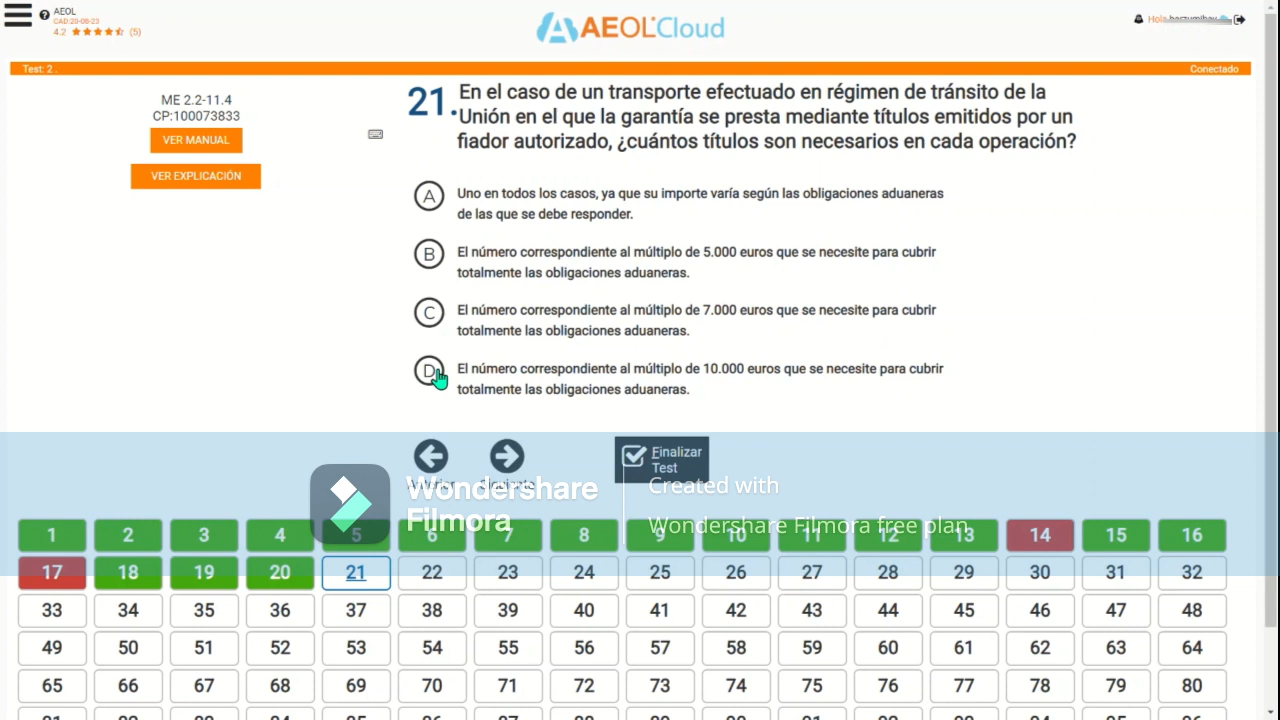 AEOL
CAD:29-08-23
4.2 (5)
AEOL Cloud
Hola
Test: 2 .
Conectado
ME 2.2-11.4
CP:100073833
VER MANUAL
VER EXPLICACIÓN
21. En el caso de un transporte efectuado en régimen de tránsito de la
Unión en el que la garantía se presta mediante títulos emitidos por un
fiador autorizado, ¿cuántos títulos son necesarios en cada operación?
A Uno en todos los casos, ya que su importe varía según las obligaciones aduaneras
de las que se debe responder.
B El número correspondiente al múltiplo de 5.000 euros que se necesite para cubrir
totalmente las obligaciones aduaneras.
C El número correspondiente al múltiplo de 7.000 euros que se necesite para cubrir
totalmente las obligaciones aduaneras.
D El número correspondiente al múltiplo de 10.000 euros que se necesite para cubrir
totalmente las obligaciones aduaneras.
Finalizar
Test
Anterior Siguiente
Wondershare
Filmora
Created with
Wondershare Filmora free plan
1 2 3 4 5 6 7 8 9 10 11 12 13 14 15 16
17 18 19 20 21 22 23 24 25 26 27 28 29 30 31 32
33 34 35 36 37 38 39 40 41 42 43 44 45 46 47 48
49 50 51 52 53 54 55 56 57 58 59 60 61 62 63 64
65 66 67 68 69 70 71 72 73 74 75 76 77 78 79 80